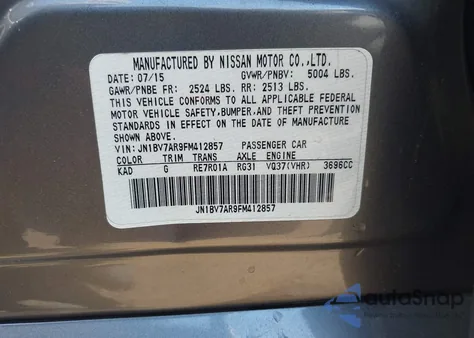 MANUFACTURED BY NISSAN MOTOR CO.,LTD.
DATE: 07/15 GVWR/PNBV: 5004 LBS.
GAWR/PNBE FR: 2524 LBS. RR: 2513 LBS.
THIS VEHICLE CONFORMS TO ALL APPLICABLE FEDERAL
MOTOR VEHICLE SAFETY,BUMPER,AND THEFT PREVENTION
STANDARDS IN EFFECT ON THE DATE OF MANUFACTURE
SHOWN ABOVE.
VIN: JN1BV7AR9FM412857 PASSENGER CAR
COLOR TRIM TRANS AXLE ENGINE
KAD G RE7R01A RG31 VQ37(VHR) 3696CC
JN1BV7AR9FM412857
autoSnap